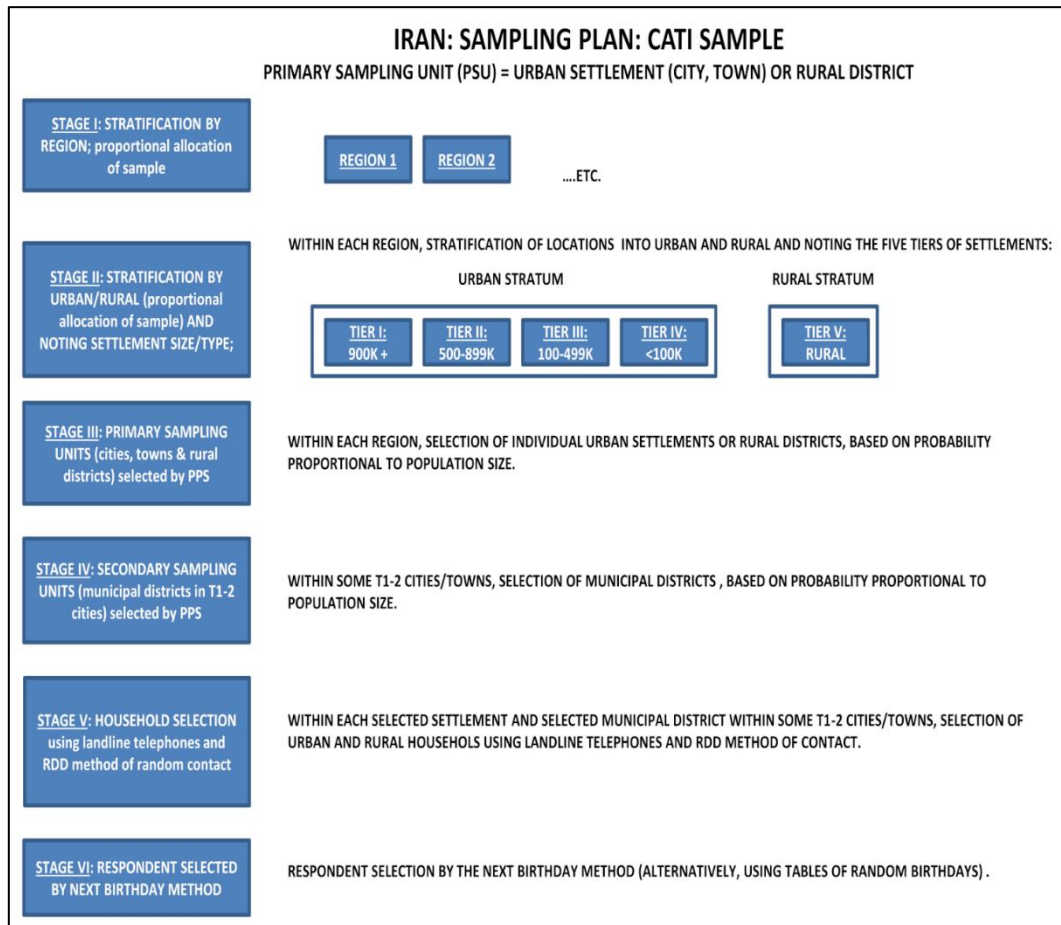 IRAN: SAMPLING PLAN: CATI SAMPLE
PRIMARY SAMPLING UNIT (PSU) = URBAN SETTLEMENT (CITY, TOWN) OR RURAL DISTRICT
STAGE I: STRATIFICATION BY
REGION; proportional allocation
of sample
REGION 1
REGION 2
....ETC.
STAGE II: STRATIFICATION BY
URBAN/RURAL (proportional
allocation of sample) AND
NOTING SETTLEMENT SIZE/TYPE;
WITHIN EACH REGION, STRATIFICATION OF LOCATIONS INTO URBAN AND RURAL AND NOTING THE FIVE TIERS OF SETTLEMENTS:
URBAN STRATUM
RURAL STRATUM
TIER I:
900K +
TIER II:
500-899K
TIER III:
100-499K
TIER IV:
<100K
TIER V:
RURAL
STAGE III: PRIMARY SAMPLING
UNITS (cities, towns & rural
districts) selected by PPS
WITHIN EACH REGION, SELECTION OF INDIVIDUAL URBAN SETTLEMENTS OR RURAL DISTRICTS, BASED ON PROBABILITY
PROPORTIONAL TO POPULATION SIZE.
STAGE IV: SECONDARY SAMPLING
UNITS (municipal districts in T1-2
cities) selected by PPS
WITHIN SOME T1-2 CITIES/TOWNS, SELECTION OF MUNICIPAL DISTRICTS , BASED ON PROBABILITY PROPORTIONAL TO
POPULATION SIZE.
STAGE V: HOUSEHOLD SELECTION
using landline telephones and
RDD method of random contact
WITHIN EACH SELECTED SETTLEMENT AND SELECTED MUNICIPAL DISTRICT WITHIN SOME T1-2 CITIES/TOWNS, SELECTION OF
URBAN AND RURAL HOUSEHOLS USING LANDLINE TELEPHONES AND RDD METHOD OF CONTACT.
STAGE VI: RESPONDENT SELECTED
BY NEXT BIRTHDAY METHOD
RESPONDENT SELECTION BY THE NEXT BIRTHDAY METHOD (ALTERNATIVELY, USING TABLES OF RANDOM BIRTHDAYS) .